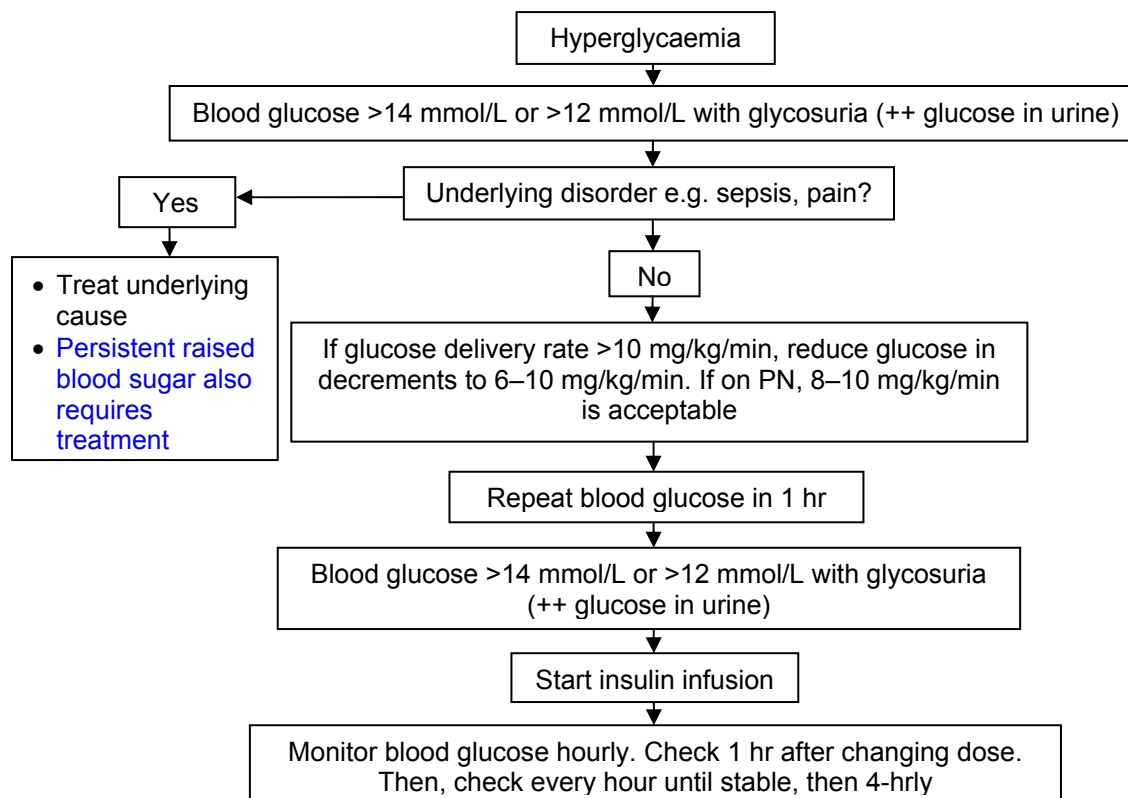 Hyperglycaemia
Blood glucose >14 mmol/L or >12 mmol/L with glycosuria (++ glucose in urine)
Underlying disorder e.g. sepsis, pain?
Yes
No
• Treat underlying
cause
• Persistent raised
blood sugar also
requires
treatment
If glucose delivery rate >10 mg/kg/min, reduce glucose in
decrements to 6–10 mg/kg/min. If on PN, 8–10 mg/kg/min
is acceptable
Repeat blood glucose in 1 hr
Blood glucose >14 mmol/L or >12 mmol/L with glycosuria
(++ glucose in urine)
Start insulin infusion
Monitor blood glucose hourly. Check 1 hr after changing dose.
Then, check every hour until stable, then 4-hrly